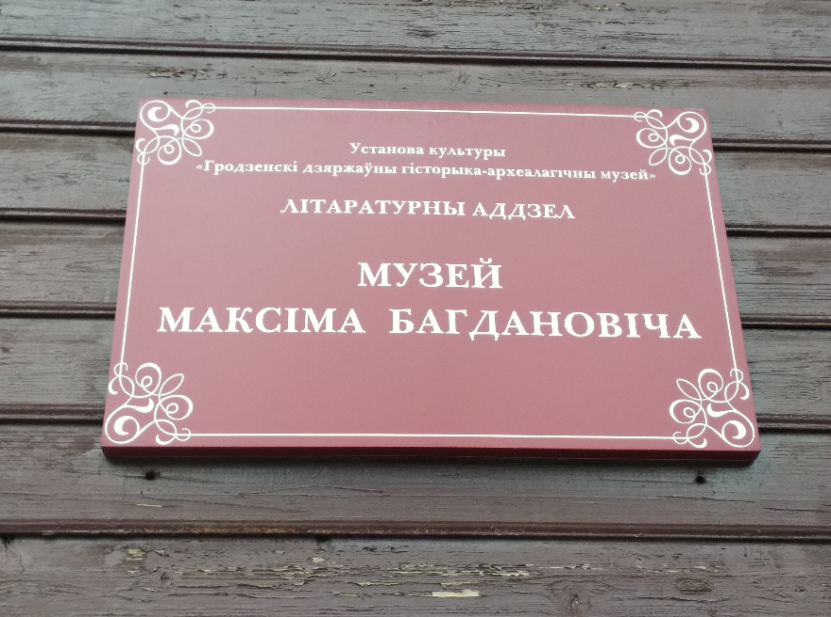 Установа культуры
«Гродзенскі дзяржаўны гісторыка-археалагічны музей»
ЛІТАРАТУРНЫ АДДЗЕЛ
МУЗЕЙ
МАКСІМА БАГДАНОВІЧА